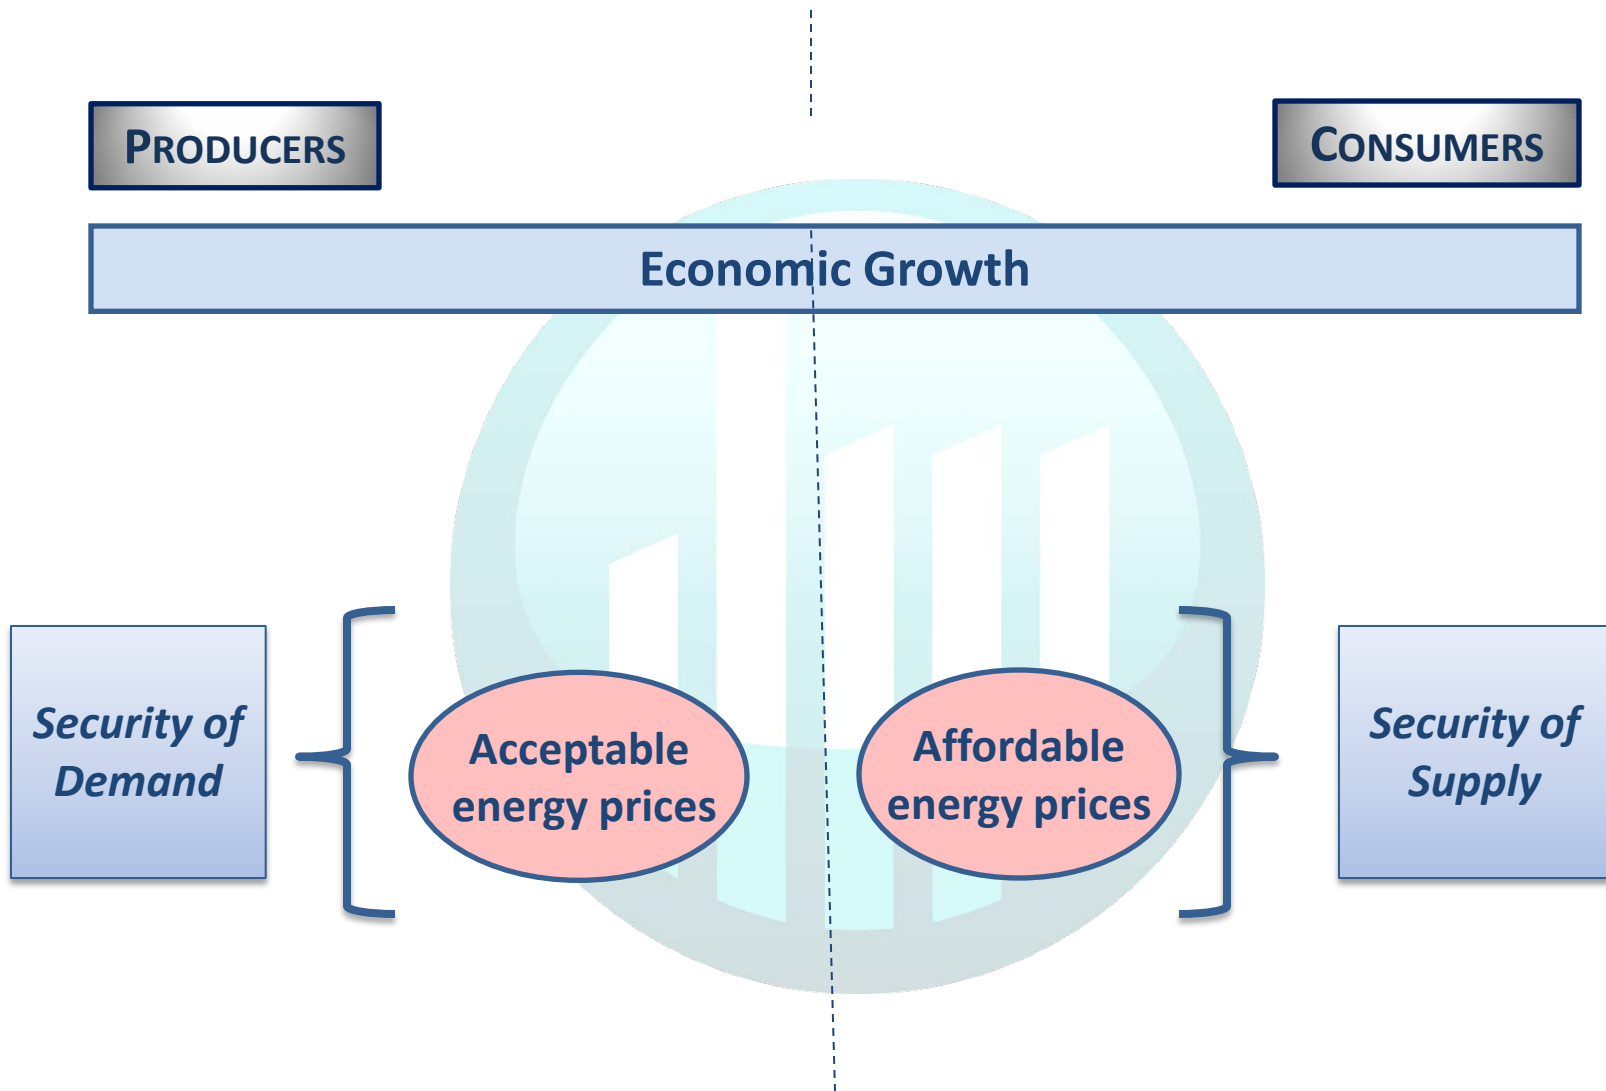 PRODUCERS
CONSUMERS
Economic Growth
Security of
Demand
Acceptable
energy prices
Affordable
energy prices
Security of
Supply